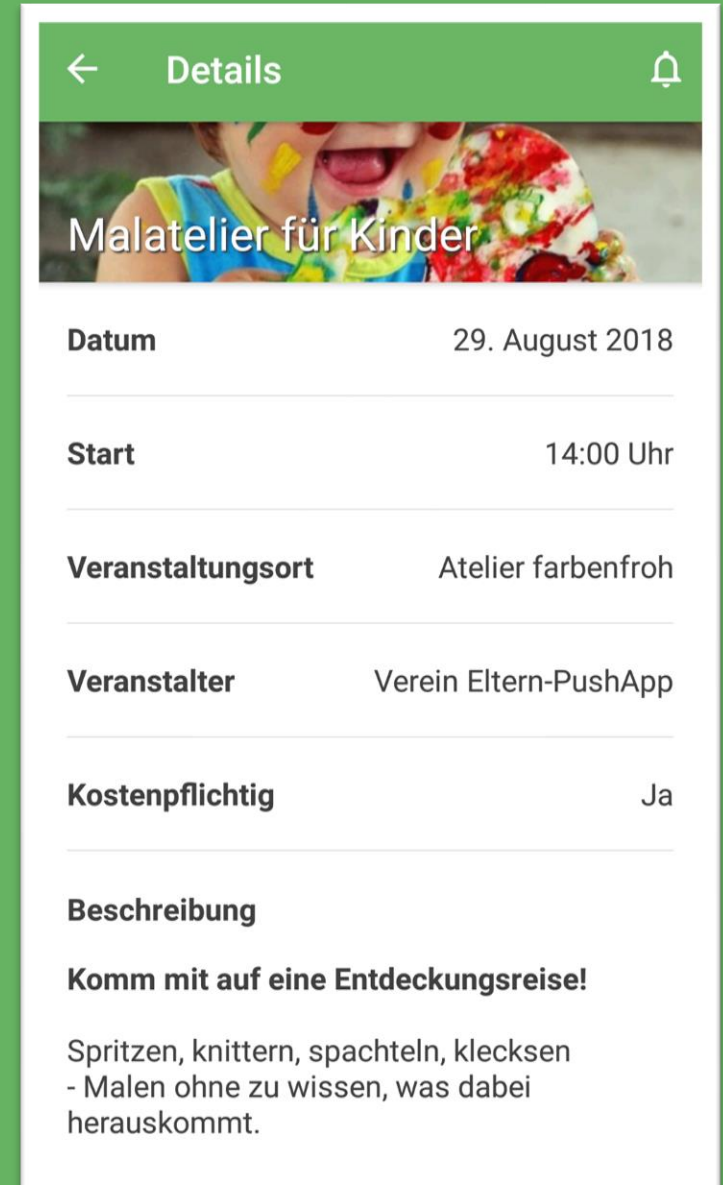 Details
Malatelier für Kinder
Datum 29. August 2018
Start 14:00 Uhr
Veranstaltungsort Atelier farbenfroh
Veranstalter Verein Eltern-PushApp
Kostenpflichtig Ja
Beschreibung
Komm mit auf eine Entdeckungsreise!
Spritzen, knittern, spachteln, klecksen
- Malen ohne zu wissen, was dabei
herauskommt.